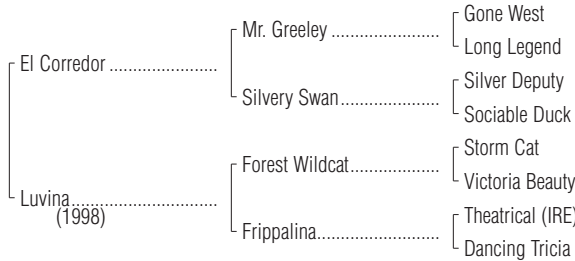 Gone West
Mr. Greeley ......................
Long Legend
El Corredor ......................
Silver Deputy
Silvery Swan....................
Sociable Duck
Storm Cat
Forest Wildcat..................
Victoria Beauty
Luvina..............................
(1998)
Theatrical (IRE)
Frippalina.........................
Dancing Tricia